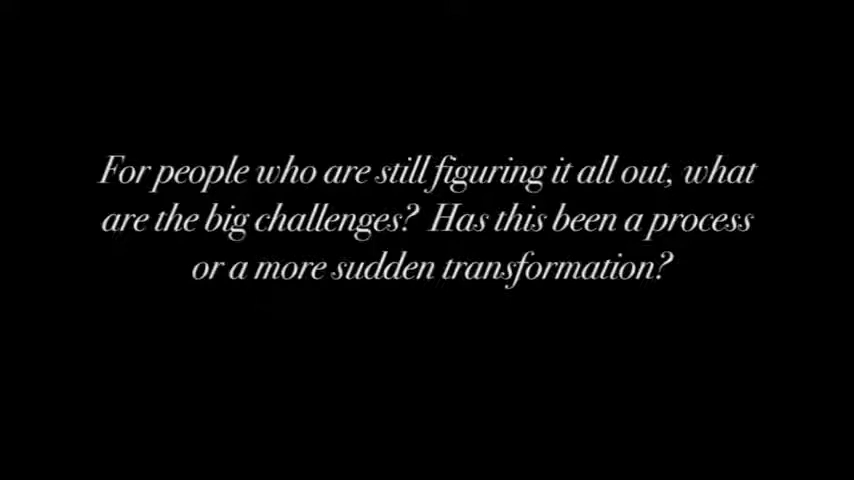 For people who are still figuring it all out, what
are the big challenges? Has this been a process
or a more sudden transformation?